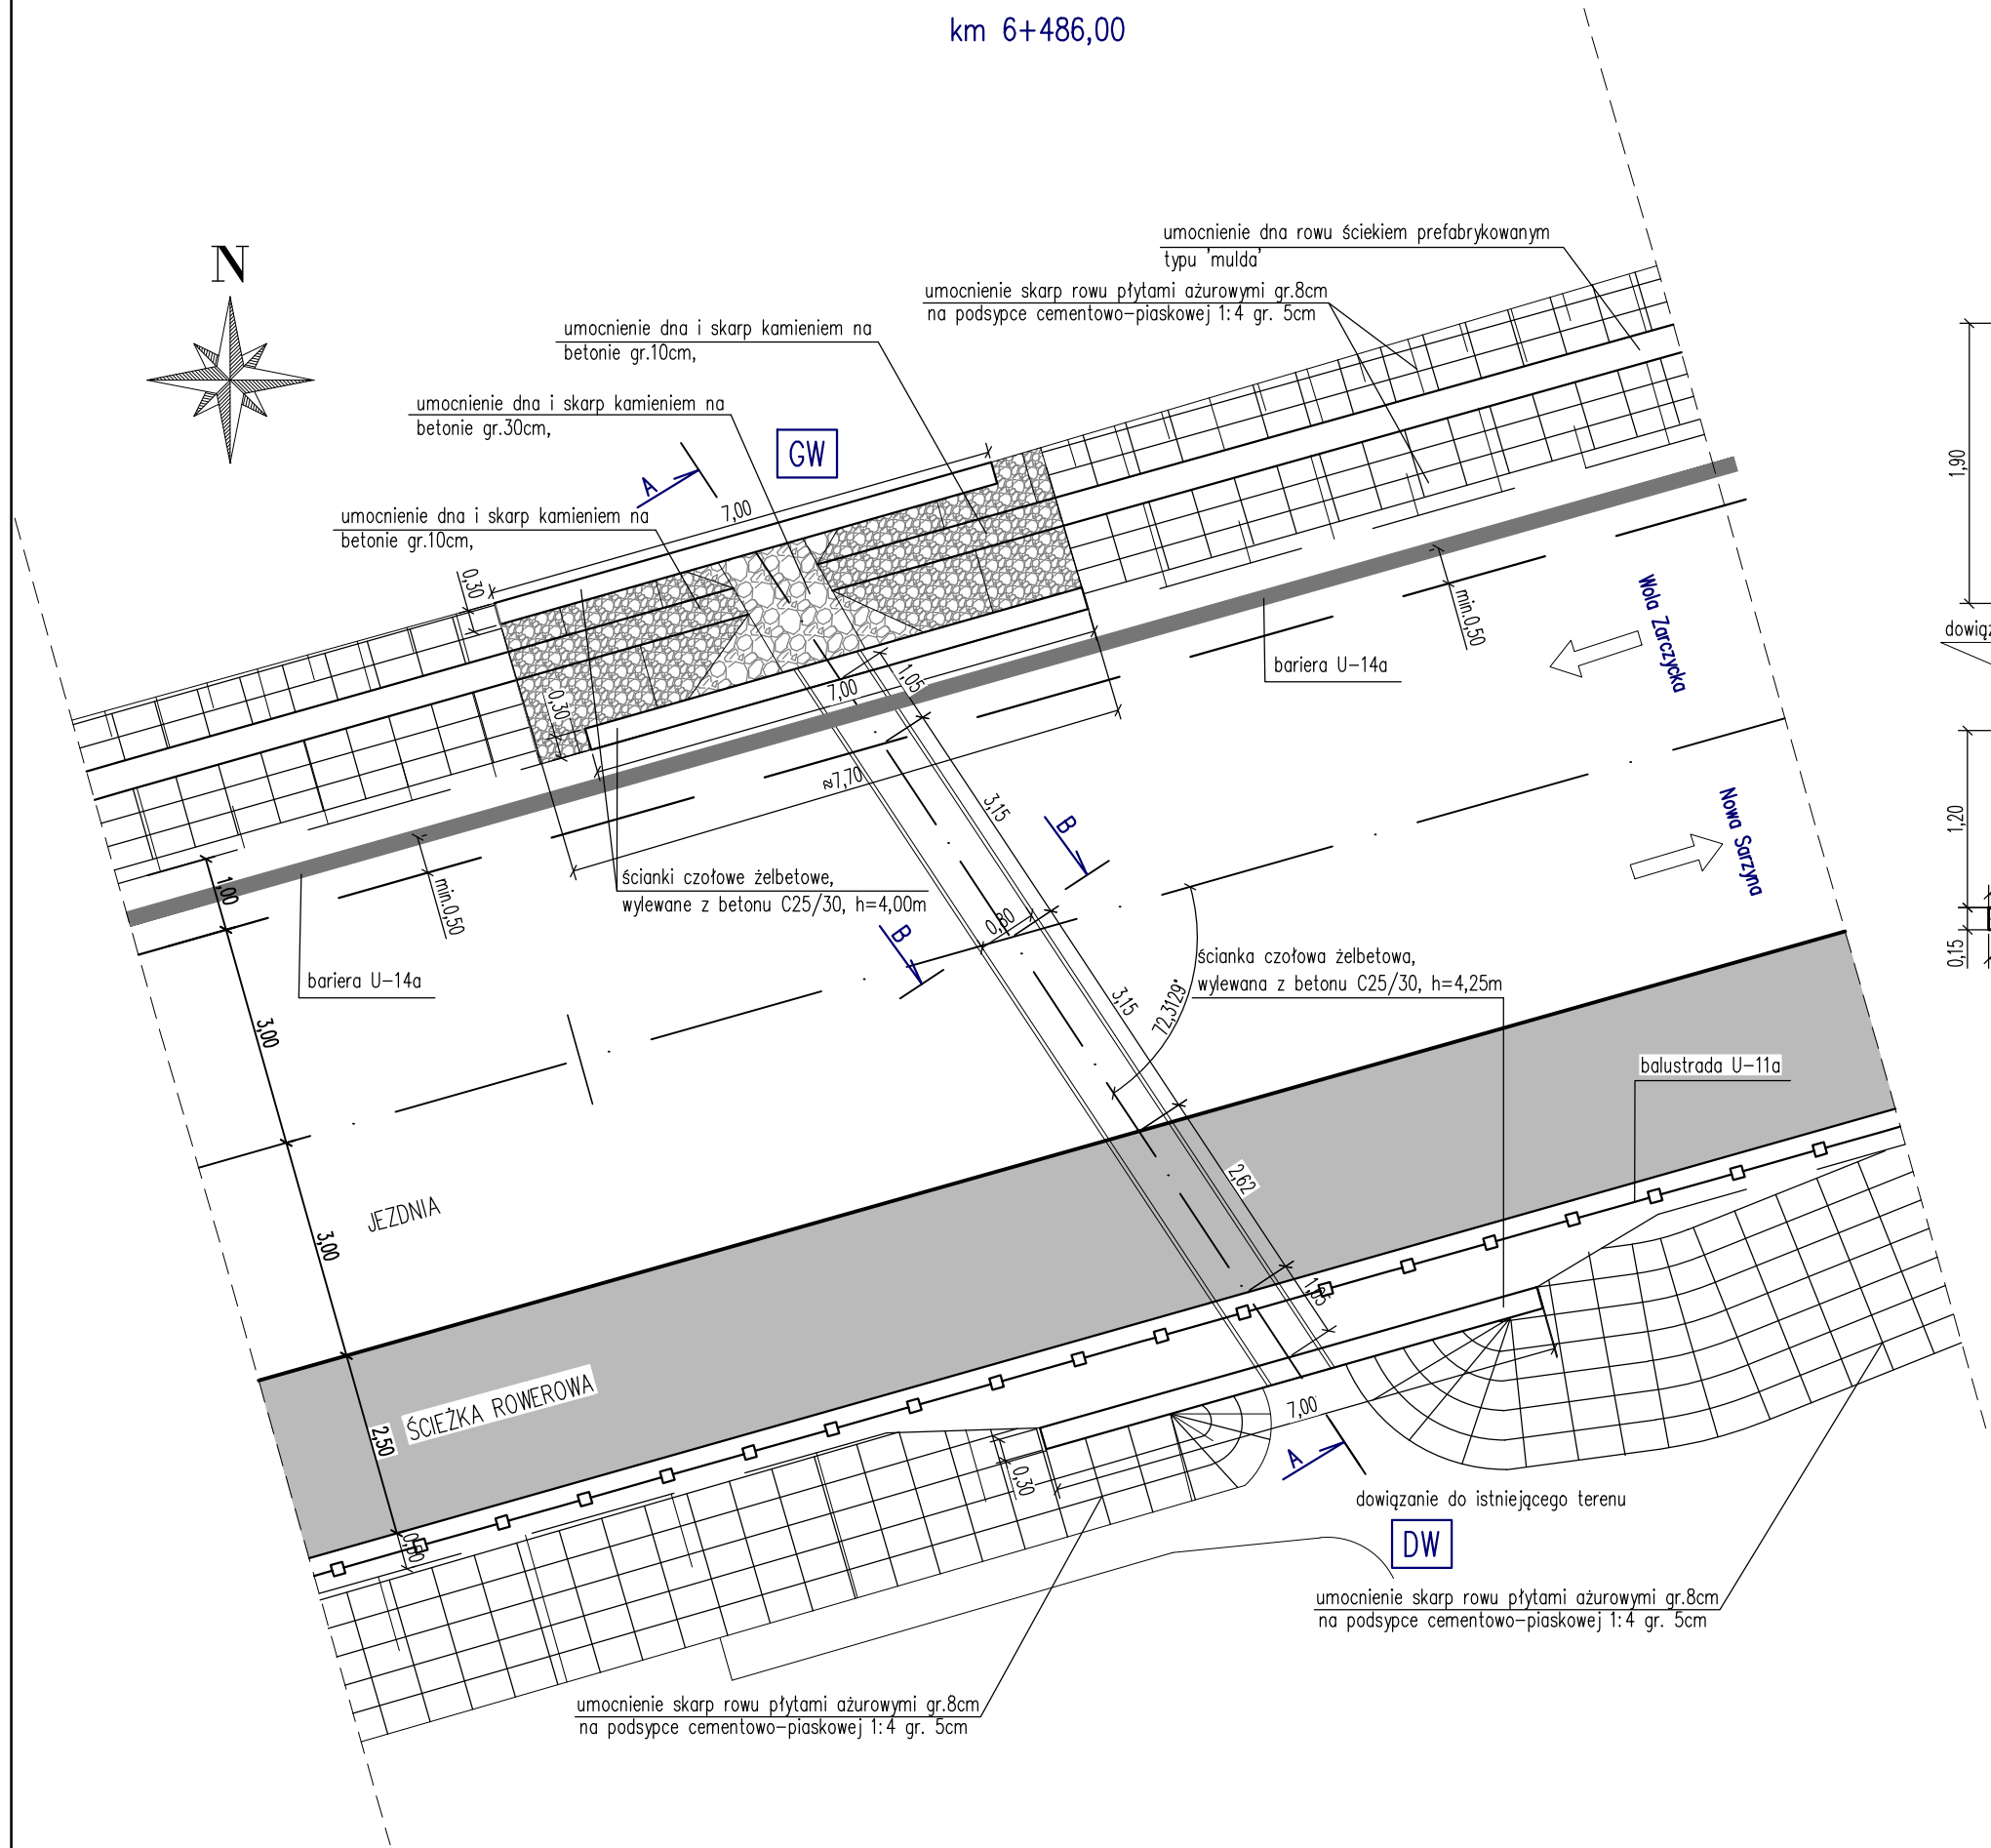 km 6+486,00
N
umocnienie dna rowu ściekiem prefabrykowanym
typu 'mulda'
umocnienie skarp rowu płytami ażurowymi gr.8cm
na podsypce cementowo-piaskowej 1:4 gr. 5cm
umocnienie dna i skarp kamieniem na
betonie gr.10cm,
umocnienie dna i skarp kamieniem na
betonie gr.30cm,
GW
A
7,00
umocnienie dna i skarp kamieniem na
betonie gr.10cm,
0,30
1,90
min.0,50
Wola Zarczycka
dowiąz
bariera U-14a
1,05
7,00
0,30
≈7,70
3,15
B
Nowa Sarzyna
1,20
1,00
min.0,50
ścianki czołowe żelbetowe,
wylewane z betonu C25/30, h=4,00m
0,80
B
0,15
bariera U-14a
ścianka czołowa żelbetowa,
wylewana z betonu C25/30, h=4,25m
3,15
72,3129°
3,00
balustrada U-11a
2,62
JEZDNIA
3,00
ŚCIEŻKA ROWEROWA
2,50
7,00
A
0,30
0,50
dowiązanie do istniejącego terenu
DW
umocnienie skarp rowu płytami ażurowymi gr.8cm
na podsypce cementowo-piaskowej 1:4 gr. 5cm
umocnienie skarp rowu płytami ażurowymi gr.8cm
na podsypce cementowo-piaskowej 1:4 gr. 5cm